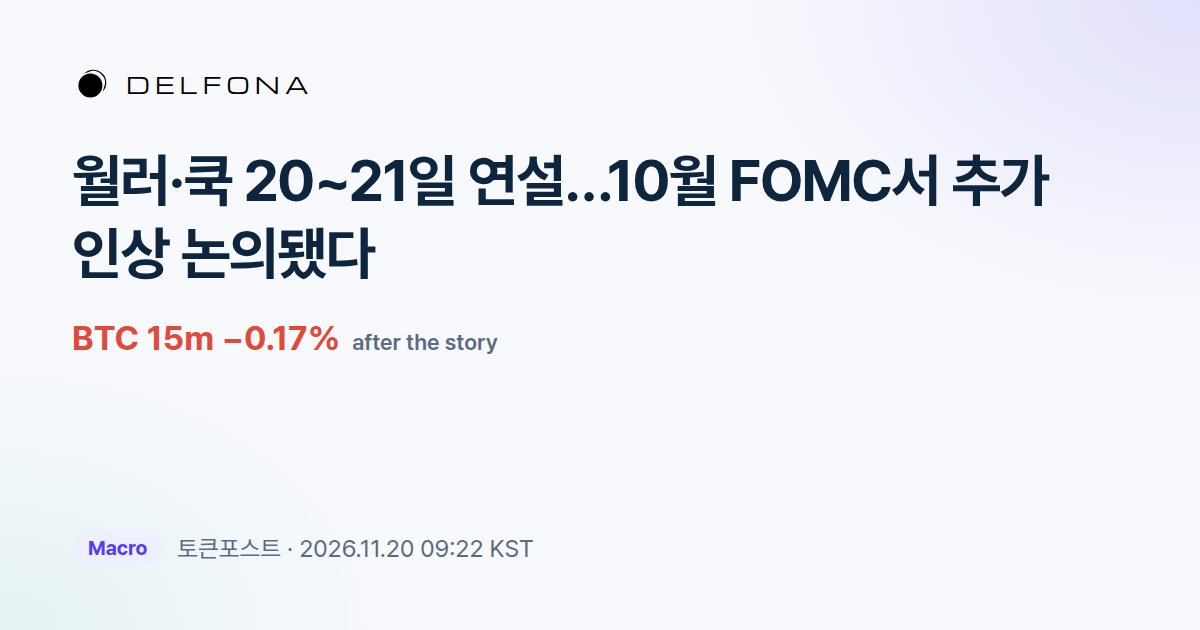 DELFONA
월러·쿡 20~21일 연설…10월 FOMC서 추가
인상 논의됐다
BTC 15m −0.17% after the story
Macro 토큰포스트 · 2026.11.20 09:22 KST